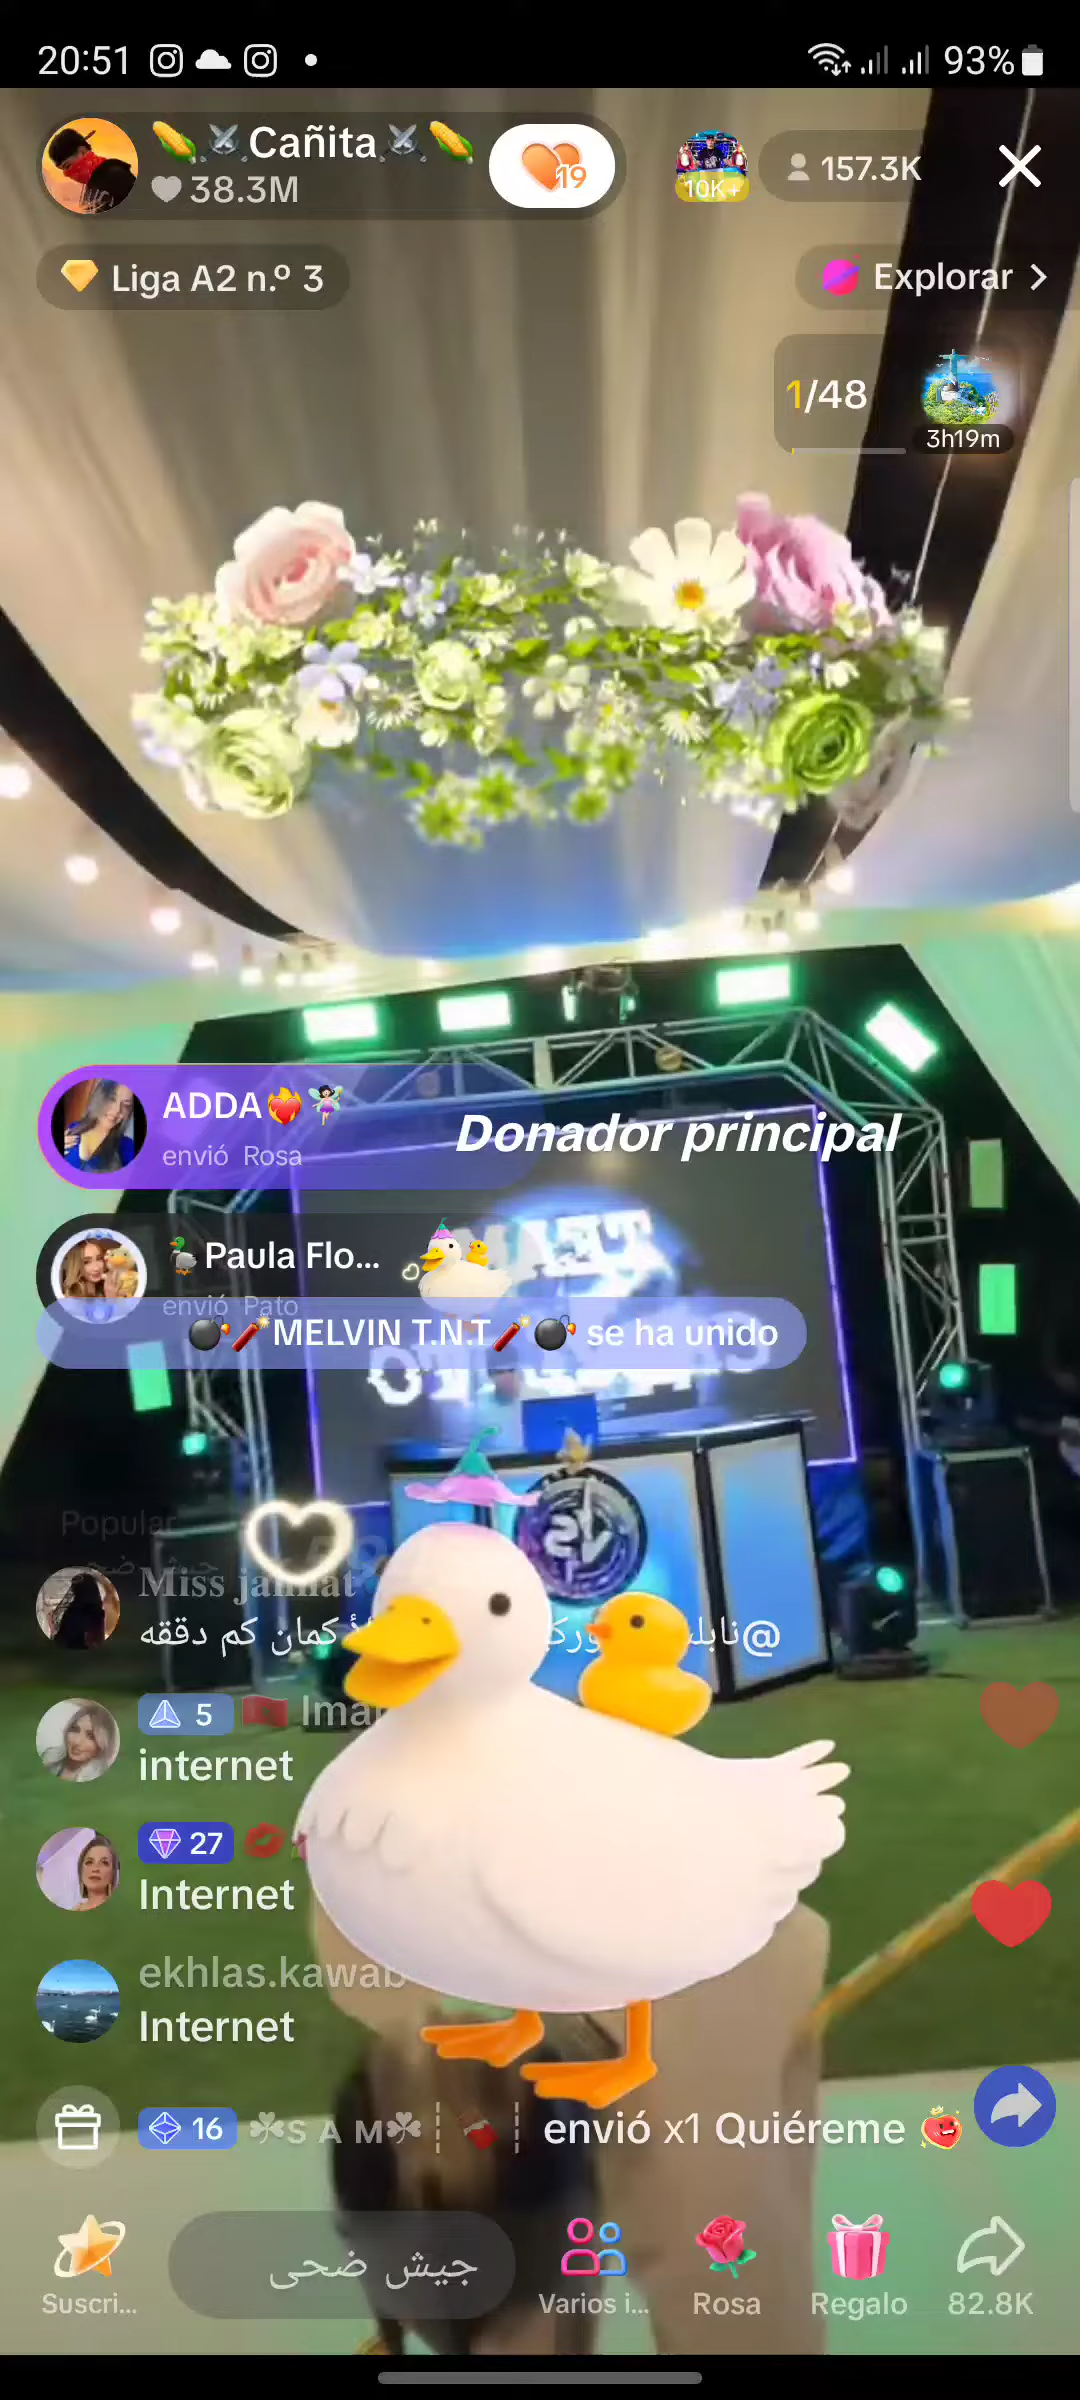 20:51
93%
🌽⚔️Cañita⚔️🌽
38.3M
19
10K+
157.3K
Liga A2 n.º 3
Explorar
1/48
3h19m
ADDA❤️‍🔥🧚🏻‍♀️
envió Rosa
Donador principal
🦆Paula Flo...
envió Pato
💣🧨MELVIN T.N.T🧨💣 se ha unido
Popular
Miss jannat
كمان كم دققه
5
internet
27
Internet
ekhlas.kawab
Internet
16 ☘️S A M☘️
envió x1 Quiéreme
Suscri...
جيش ضحى
Varios i...
Rosa
Regalo
82.8K